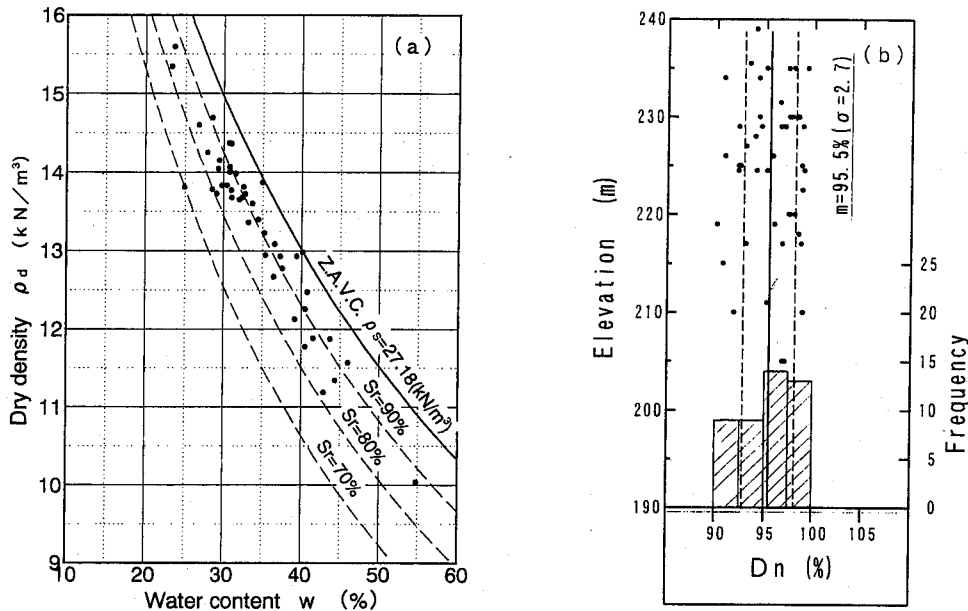 (a)
16
15
14
13
12
11
10
9
Dry density ρd (kN/m³)
10
20
30
40
50
60
Water content w (%)
Z.A.V.C. ρs=27.18(kN/m³)
Sr=90%
Sr=80%
Sr=70%
(b)
240
230
220
210
200
190
Elevation (m)
m=95.5%(σ=2.7)
25
20
15
10
5
0
Frequency
90
95
100
105
Dn (%)